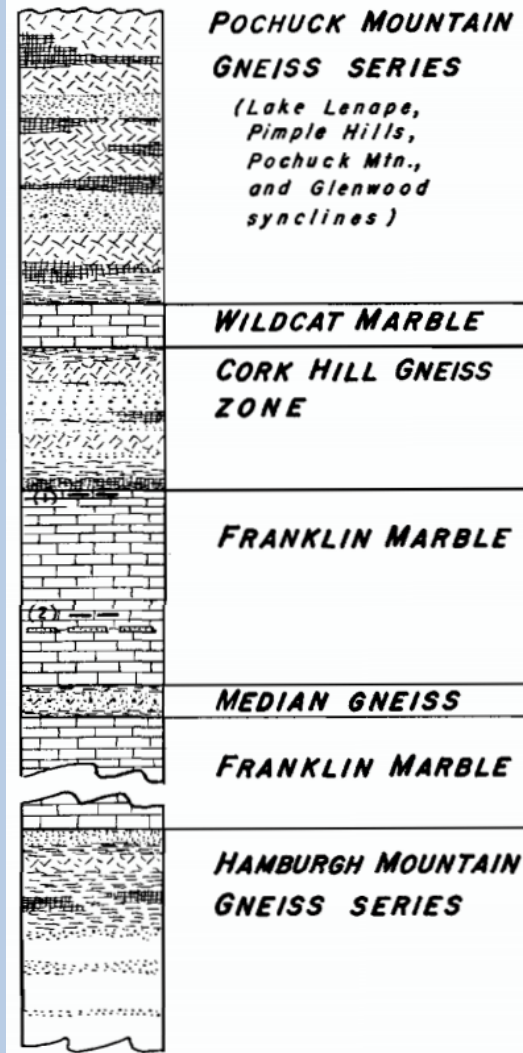 POCHUCK MOUNTAIN
GNEISS SERIES
(Lake Lenape,
Pimple Hills,
Pochuck Mtn.,
and Glenwood
synclines)
WILDCAT MARBLE
CORK HILL GNEISS
ZONE
(1)
FRANKLIN MARBLE
(2)
MEDIAN GNEISS
FRANKLIN MARBLE
HAMBURGH MOUNTAIN
GNEISS SERIES